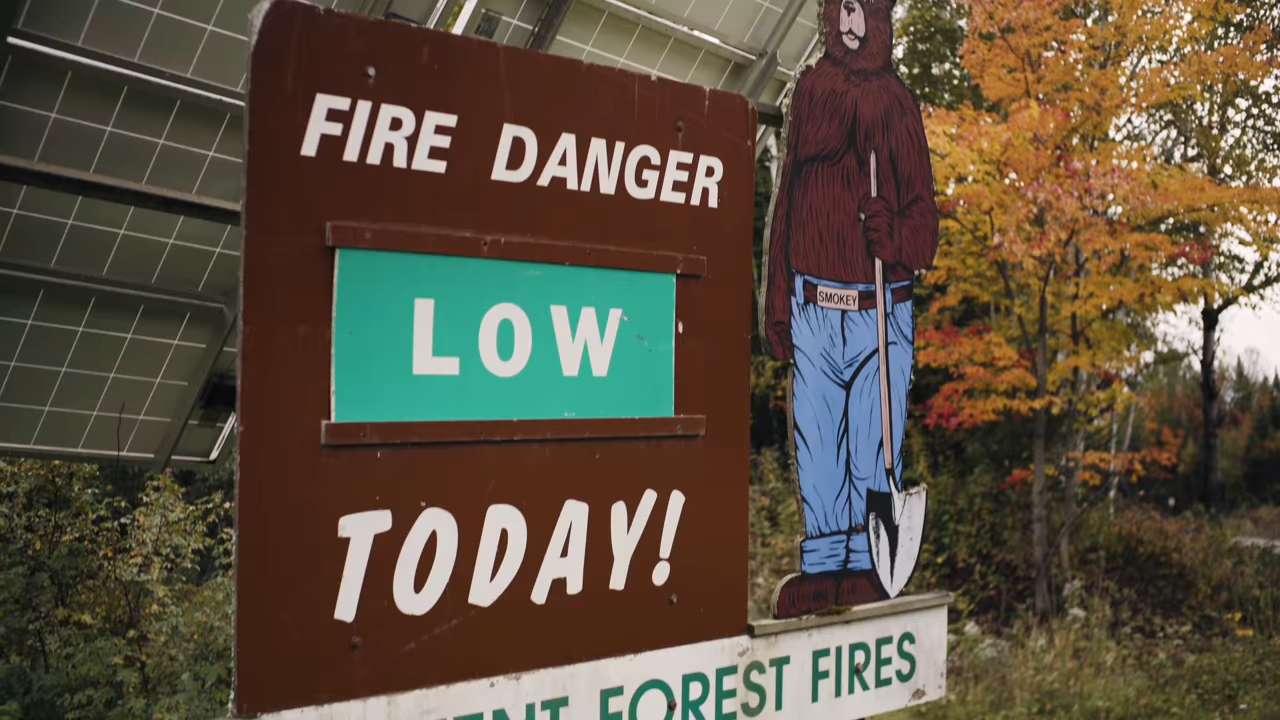 FIRE DANGER
LOW
TODAY!
SMOKEY
FOREST FIRES